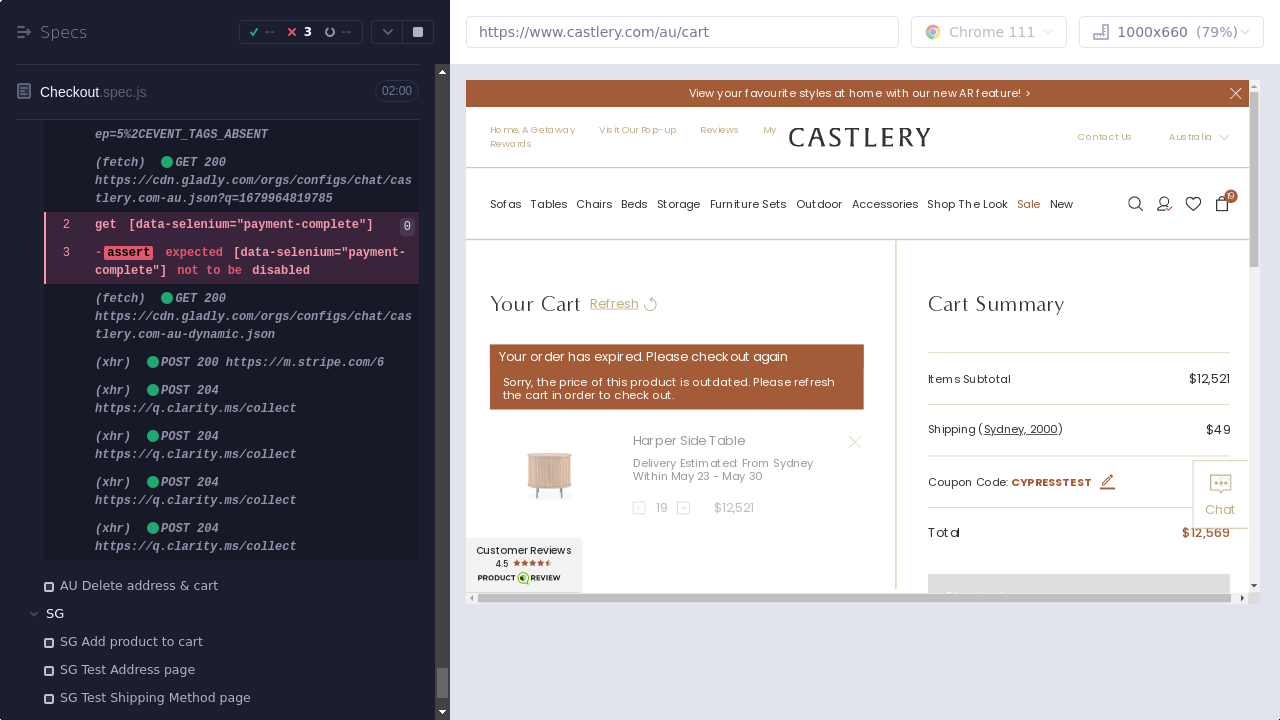 Specs
-- 3 --
https://www.castlery.com/au/cart
Chrome 111
1000x660 (79%)
Checkout.spec.js
02:00
ep=5%2CEVENT_TAGS_ABSENT
(fetch) GET 200
https://cdn.gladly.com/orgs/configs/chat/cas
tlery.com-au.json?q=1679964819785
2 get [data-selenium="payment-complete"] 0
3 -assert expected [data-selenium="payment-
complete"] not to be disabled
(fetch) GET 200
https://cdn.gladly.com/orgs/configs/chat/cas
tlery.com-au-dynamic.json
(xhr) POST 200 https://m.stripe.com/6
(xhr) POST 204
https://q.clarity.ms/collect
(xhr) POST 204
https://q.clarity.ms/collect
(xhr) POST 204
https://q.clarity.ms/collect
(xhr) POST 204
https://q.clarity.ms/collect
AU Delete address & cart
SG
SG Add product to cart
SG Test Address page
SG Test Shipping Method page
View your favourite styles at home with our new AR feature! >
Home, A Getaway Visit Our Pop-up Reviews My
Rewards
CASTLERY
Contact Us Australia
Sofas Tables Chairs Beds Storage Furniture Sets Outdoor Accessories Shop The Look Sale New
19
Your Cart Refresh
Your order has expired. Please checkout again
Sorry, the price of this product is outdated. Please refresh
the cart in order to check out.
Harper Side Table
Delivery Estimated: From Sydney
Within May 23 - May 30
19 $12,521
Customer Reviews
4.5
PRODUCT REVIEW
Cart Summary
Items Subtotal $12,521
Shipping (Sydney, 2000) $49
Coupon Code: CYPRESSTEST
Total $12,569
Chat